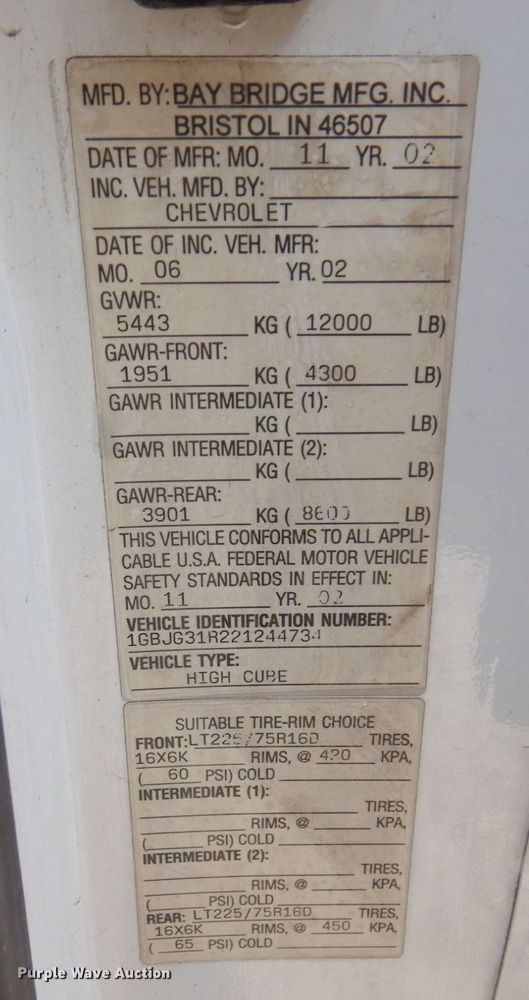 MFD. BY: BAY BRIDGE MFG. INC.
BRISTOL IN 46507
DATE OF MFR: MO. 11 YR. 02
INC. VEH. MFD. BY:
CHEVROLET
DATE OF INC. VEH. MFR:
MO. 06 YR. 02
GVWR:
5443 KG ( 12000 LB)
GAWR-FRONT:
1951 KG ( 4300 LB)
GAWR INTERMEDIATE (1):
KG ( LB)
GAWR INTERMEDIATE (2):
KG ( LB)
GAWR-REAR:
3901 KG ( 8600 LB)
THIS VEHICLE CONFORMS TO ALL APPLI-
CABLE U.S.A. FEDERAL MOTOR VEHICLE
SAFETY STANDARDS IN EFFECT IN:
MO. 11 YR. 02
VEHICLE IDENTIFICATION NUMBER:
1GBJG31R221244734
VEHICLE TYPE:
HIGH CUBE
SUITABLE TIRE-RIM CHOICE
FRONT: LT225/75R16D TIRES,
16X6K RIMS, @ 420 KPA,
( 60 PSI) COLD
INTERMEDIATE (1):
TIRES,
RIMS, @ KPA,
( PSI) COLD
INTERMEDIATE (2):
TIRES,
RIMS, @ KPA,
( PSI) COLD
REAR: LT225/75R16D TIRES,
16X6K RIMS, @ 450 KPA,
( 65 PSI) COLD
Purple Wave Auction